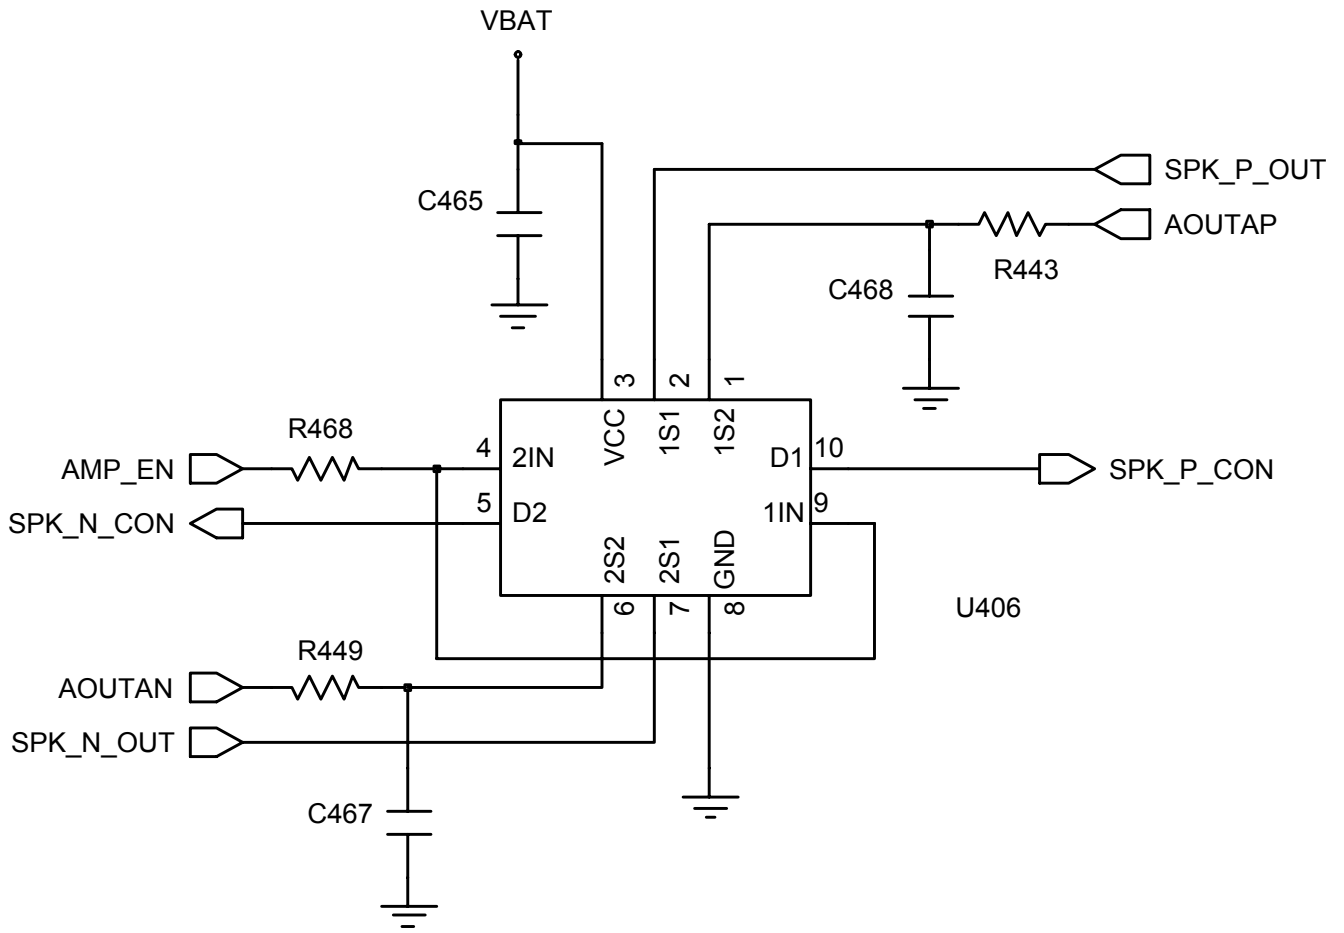 VBAT
SPK_P_OUT
C465
AOUTAP
R443
C468
3
2
1
VCC
1S1
1S2
R468
4
2IN
D1
10
AMP_EN
SPK_P_CON
5
D2
1IN
9
SPK_N_CON
2S2
2S1
GND
6
7
8
U406
R449
AOUTAN
SPK_N_OUT
C467